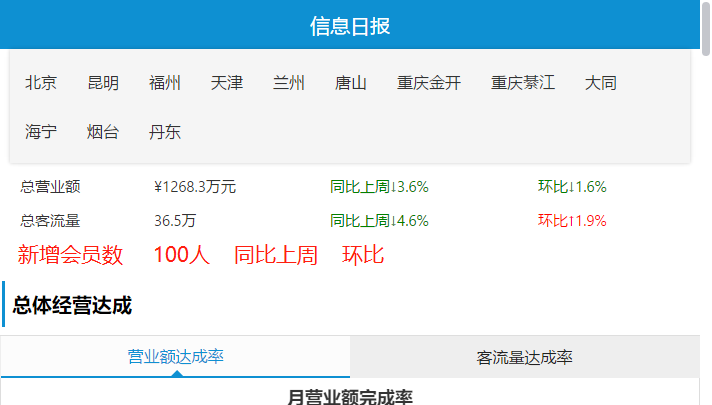 信息日报
北京 昆明 福州 天津 兰州 唐山 重庆金开 重庆綦江 大同
海宁 烟台 丹东
总营业额 ¥1268.3万元 同比上周↓3.6% 环比↓1.6%
总客流量 36.5万 同比上周↓4.6% 环比↑1.9%
新增会员数 100人 同比上周 环比
总体经营达成
营业额达成率 客流量达成率
月营业额完成率